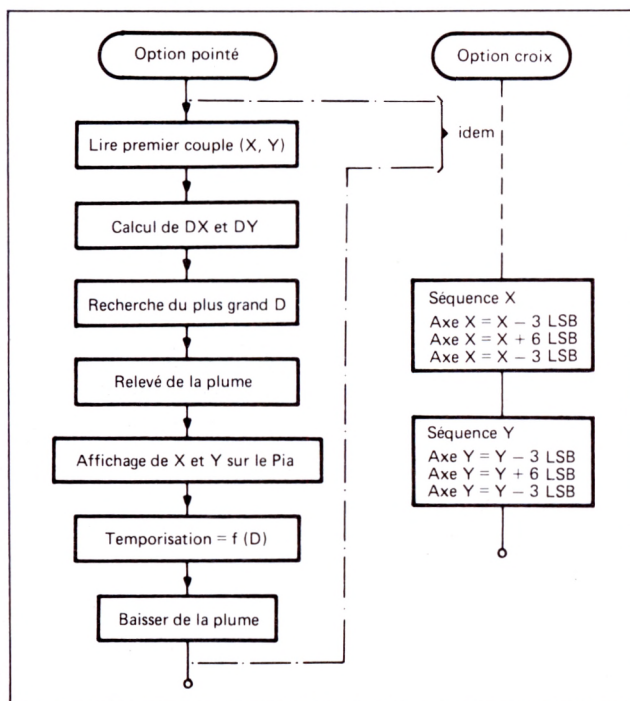 Option pointé
Lire premier couple (X, Y)
Calcul de DX et DY
Recherche du plus grand D
Relevé de la plume
Affichage de X et Y sur le Pia
Temporisation = f (D)
Baisser de la plume
idem
Option croix
Séquence X
Axe X = X – 3 LSB
Axe X = X + 6 LSB
Axe X = X – 3 LSB
Séquence Y
Axe Y = Y – 3 LSB
Axe Y = Y + 6 LSB
Axe Y = Y – 3 LSB